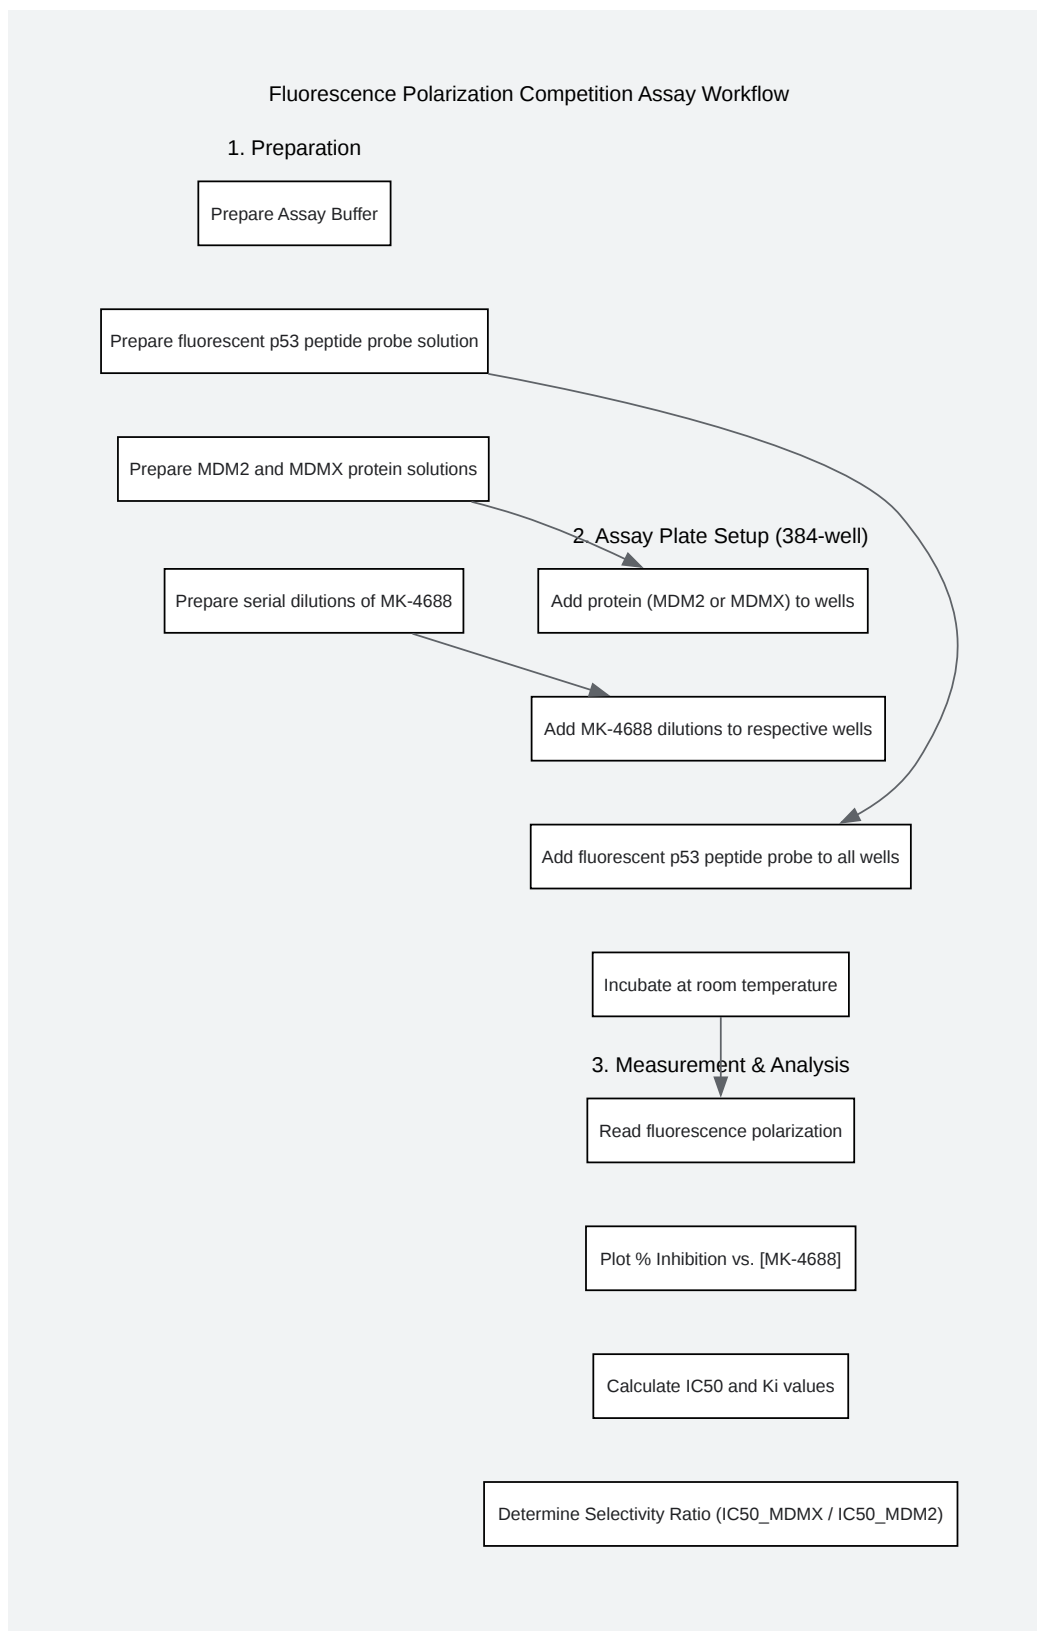 Fluorescence Polarization Competition Assay Workflow
1. Preparation
Prepare Assay Buffer
Prepare fluorescent p53 peptide probe solution
Prepare MDM2 and MDMX protein solutions
Prepare serial dilutions of MK-4688
2. Assay Plate Setup (384-well)
Add protein (MDM2 or MDMX) to wells
Add MK-4688 dilutions to respective wells
Add fluorescent p53 peptide probe to all wells
Incubate at room temperature
3. Measurement & Analysis
Read fluorescence polarization
Plot % Inhibition vs. [MK-4688]
Calculate IC50 and Ki values
Determine Selectivity Ratio (IC50_MDMX / IC50_MDM2)